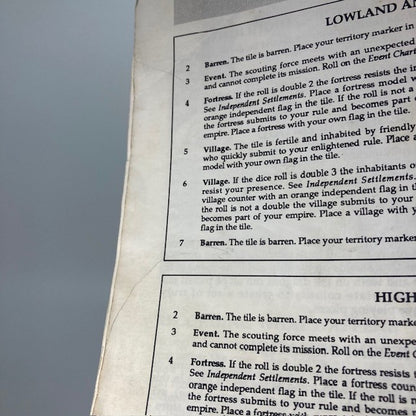 LOWLAND
2 Barren. The tile is barren. Place your territory marker in
3 Event. The scouting force meets with an unexpected
and cannot complete its mission. Roll on the Event Chart
4 Fortress. If the roll is double 2 the fortress resists the
See Independent Settlements. Place a fortress model
orange independent flag in the tile. If the roll is not a
the fortress submits to your rule and becomes part
empire. Place a fortress with your own flag in the tile.
5 Village. The tile is fertile and inhabited by friendly
who quickly submit to your enlightened rule. Place a
model with your own flag in the tile.
6 Village. If the dice roll is double 3 the inhabitants
resist your presence. See Independent Settlements.
village counter with an orange independent flag in
the roll is not a double the village submits to your
becomes part of your empire. Place a village with
flag in the tile.
7 Barren. The tile is barren. Place your territory marker
HIGH
2 Barren. The tile is barren. Place your territory
3 Event. The scouting force meets with an
and cannot complete its mission. Roll on the Event
4 Fortress. If the roll is double 2 the fortress resists
See Independent Settlements. Place a fortress
orange independent flag in the tile. If the roll is
the fortress submits to your rule and becomes
empire. Place a fortress with your own flag